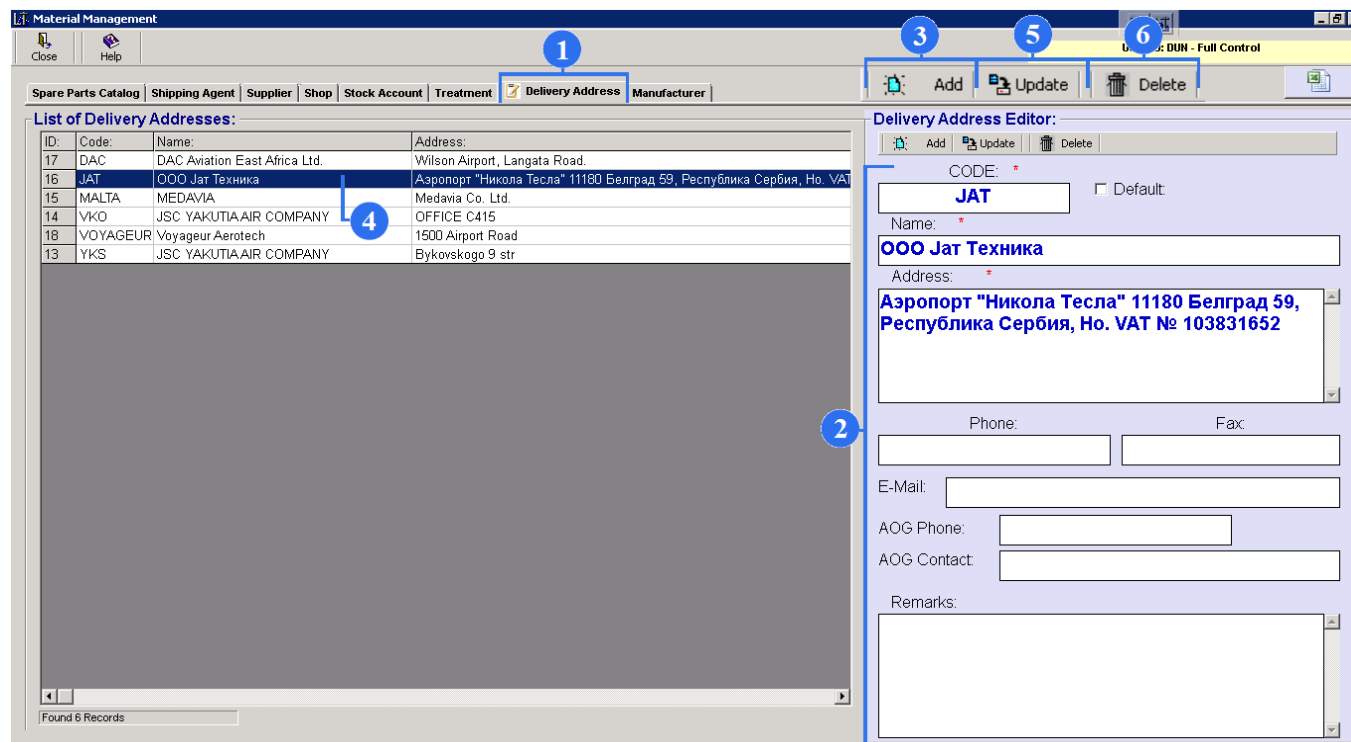 Material Management
Close
Help
1
3
5
6
DUN - Full Control
Add
Update
Delete
Spare Parts Catalog
Shipping Agent
Supplier
Shop
Stock Account
Treatment
Delivery Address
Manufacturer
List of Delivery Addresses:
ID: Code: Name: Address:
17 DAC DAC Aviation East Africa Ltd. Wilson Airport, Langata Road.
16 JAT ООО Јат Техника Аэропорт "Никола Тесла" 11180 Белград 59, Республика Сербия, Но. VAT
15 MALTA MEDAVIA Medavia Co. Ltd.
14 VKO JSC YAKUTIA AIR COMPANY OFFICE C415
18 VOYAGEUR Voyageur Aerotech 1500 Airport Road
13 YKS JSC YAKUTIA AIR COMPANY Bykovskogo 9 str
4
Found 6 Records
Delivery Address Editor:
Add
Update
Delete
CODE: *
JAT
Default:
Name: *
ООО Јат Техника
Address: *
Аэропорт "Никола Тесла" 11180 Белград 59,
Республика Сербия, Но. VAT № 103831652
2
Phone:
Fax:
E-Mail:
AOG Phone:
AOG Contact:
Remarks: